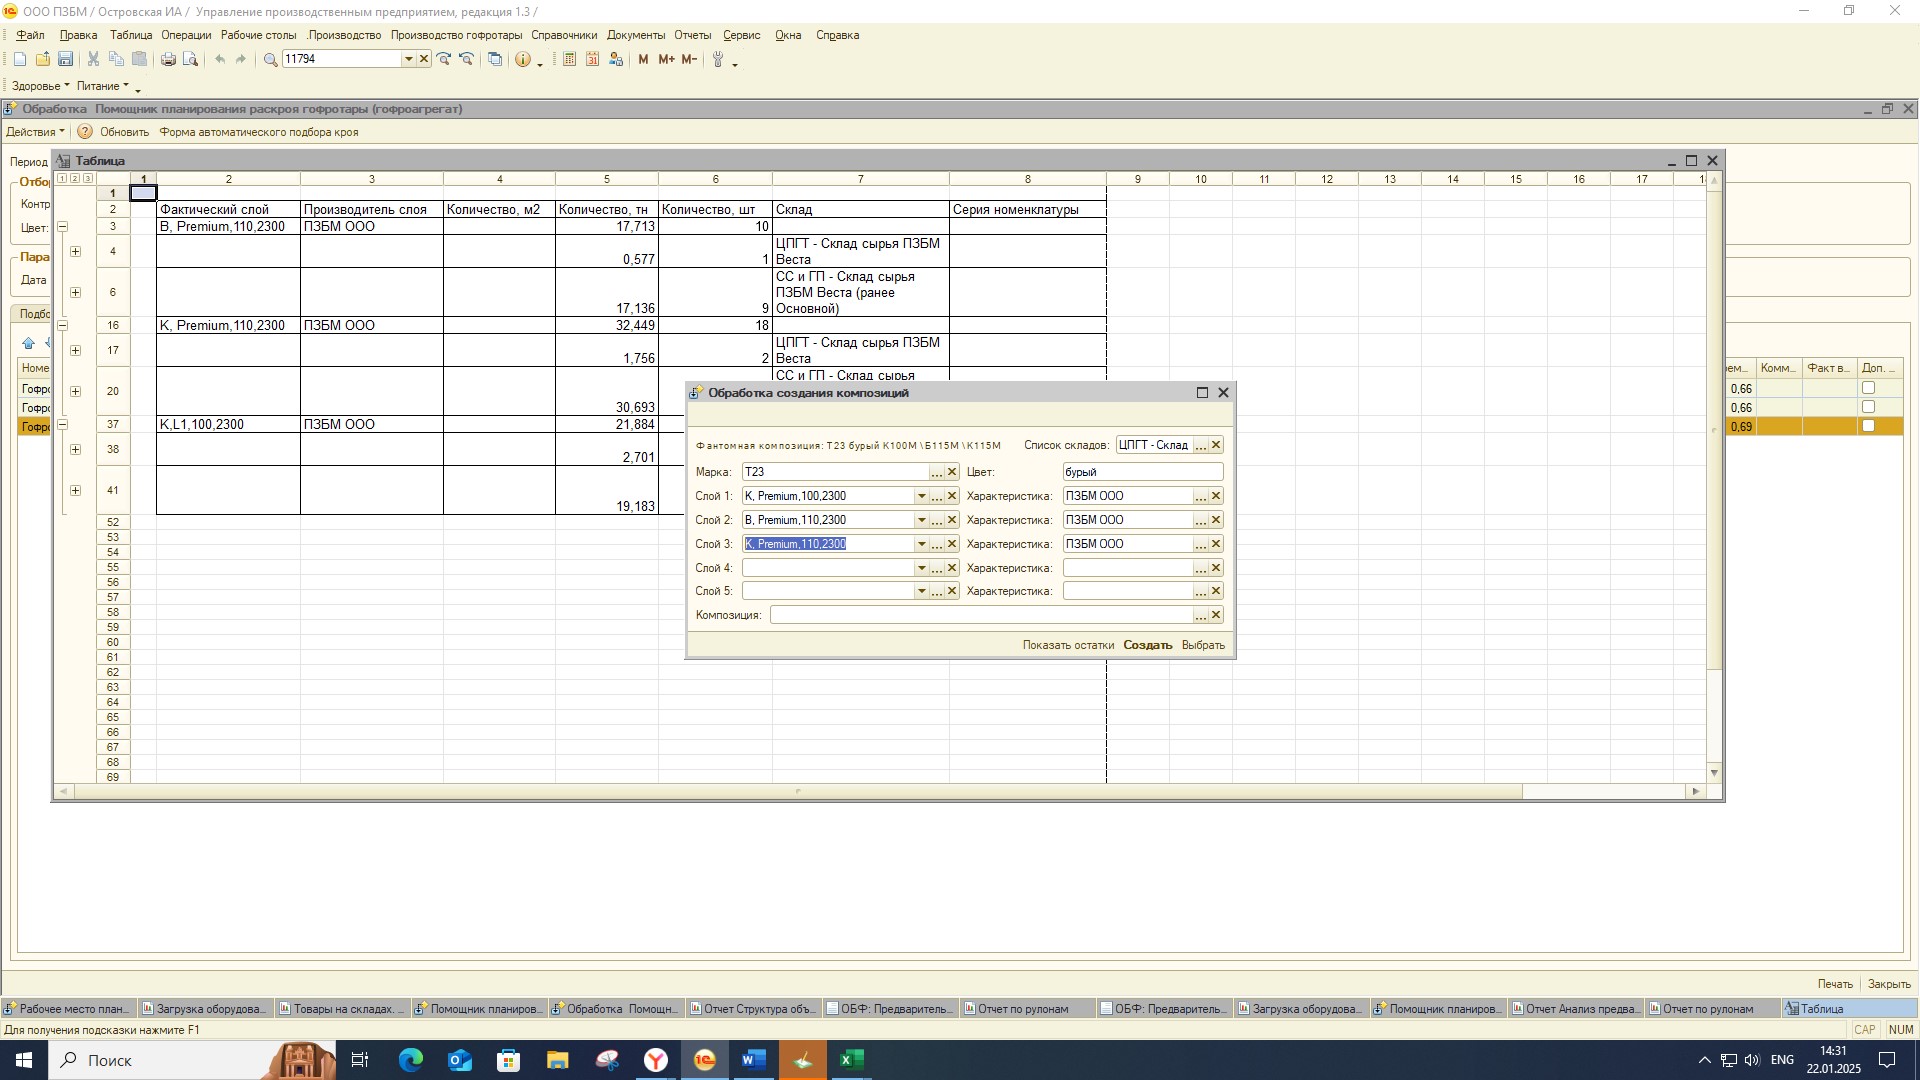 ООО ПЗБМ / Островская ИА / Управление производственным предприятием, редакция 1.3 /
Файл Правка Таблица Операции Рабочие столы .Производство Производство гофротары Справочники Документы Отчеты Сервис Окна Справка
11794 M M+ M-
Здоровье Питание
Обработка Помощник планирования раскроя гофротары (гофроагрегат)
Действия Обновить Форма автоматического подбора кроя
Период
Таблица
1 2 3 1 2 3 4 5 6 7 8 9 10 11 12 13 14 15 16 17
Отбо
1
Контр
2 Фактический слой Производитель слоя Количество, м2 Количество, тн Количество, шт Склад Серия номенклатуры
Цвет:
3 B, Premium,110,2300 ПЗБМ ООО 17,713 10
4 0,577 1 ЦПГТ - Склад сырья ПЗБМ Веста
Пара
Дата
6 17,136 9 СС и ГП - Склад сырья ПЗБМ Веста (ранее Основной)
Подбо
16 K, Premium,110,2300 ПЗБМ ООО 32,449 18
17 1,756 2 ЦПГТ - Склад сырья ПЗБМ Веста
Номе
Комм... Факт в... Доп. ...
20 30,693 СС и ГП - Склад сырья
Гофро 0,66
Гофро 0,66
Гофро 0,69
37 K,L1,100,2300 ПЗБМ ООО 21,884
38 2,701
41 19,183
52
53
54
55
56
57
58
59
60
61
62
63
64
65
66
67
68
69
Обработка создания композиций
Фантомная композиция: Т23 бурый К100М \Б115М \К115М Список складов: ЦПГТ - Склад ...
Марка: Т23 ... Цвет: бурый
Слой 1: K, Premium,100,2300 ... Характеристика: ПЗБМ ООО ...
Слой 2: B, Premium,110,2300 ... Характеристика: ПЗБМ ООО ...
Слой 3: K, Premium,110,2300 ... Характеристика: ПЗБМ ООО ...
Слой 4: ... Характеристика: ...
Слой 5: ... Характеристика: ...
Композиция: ...
Показать остатки Создать Выбрать
Печать Закрыть
Рабочее место план... Загрузка оборудова... Товары на складах. ... Помощник планиров... Обработка Помощн... Отчет Структура объ... ОБФ: Предваритель... Отчет по рулонам ОБФ: Предваритель... Загрузка оборудова... Помощник планиров... Отчет Анализ предва... Отчет по рулонам Таблица
Для получения подсказки нажмите F1
CAP NUM
Поиск
ENG
14:31
22.01.2025